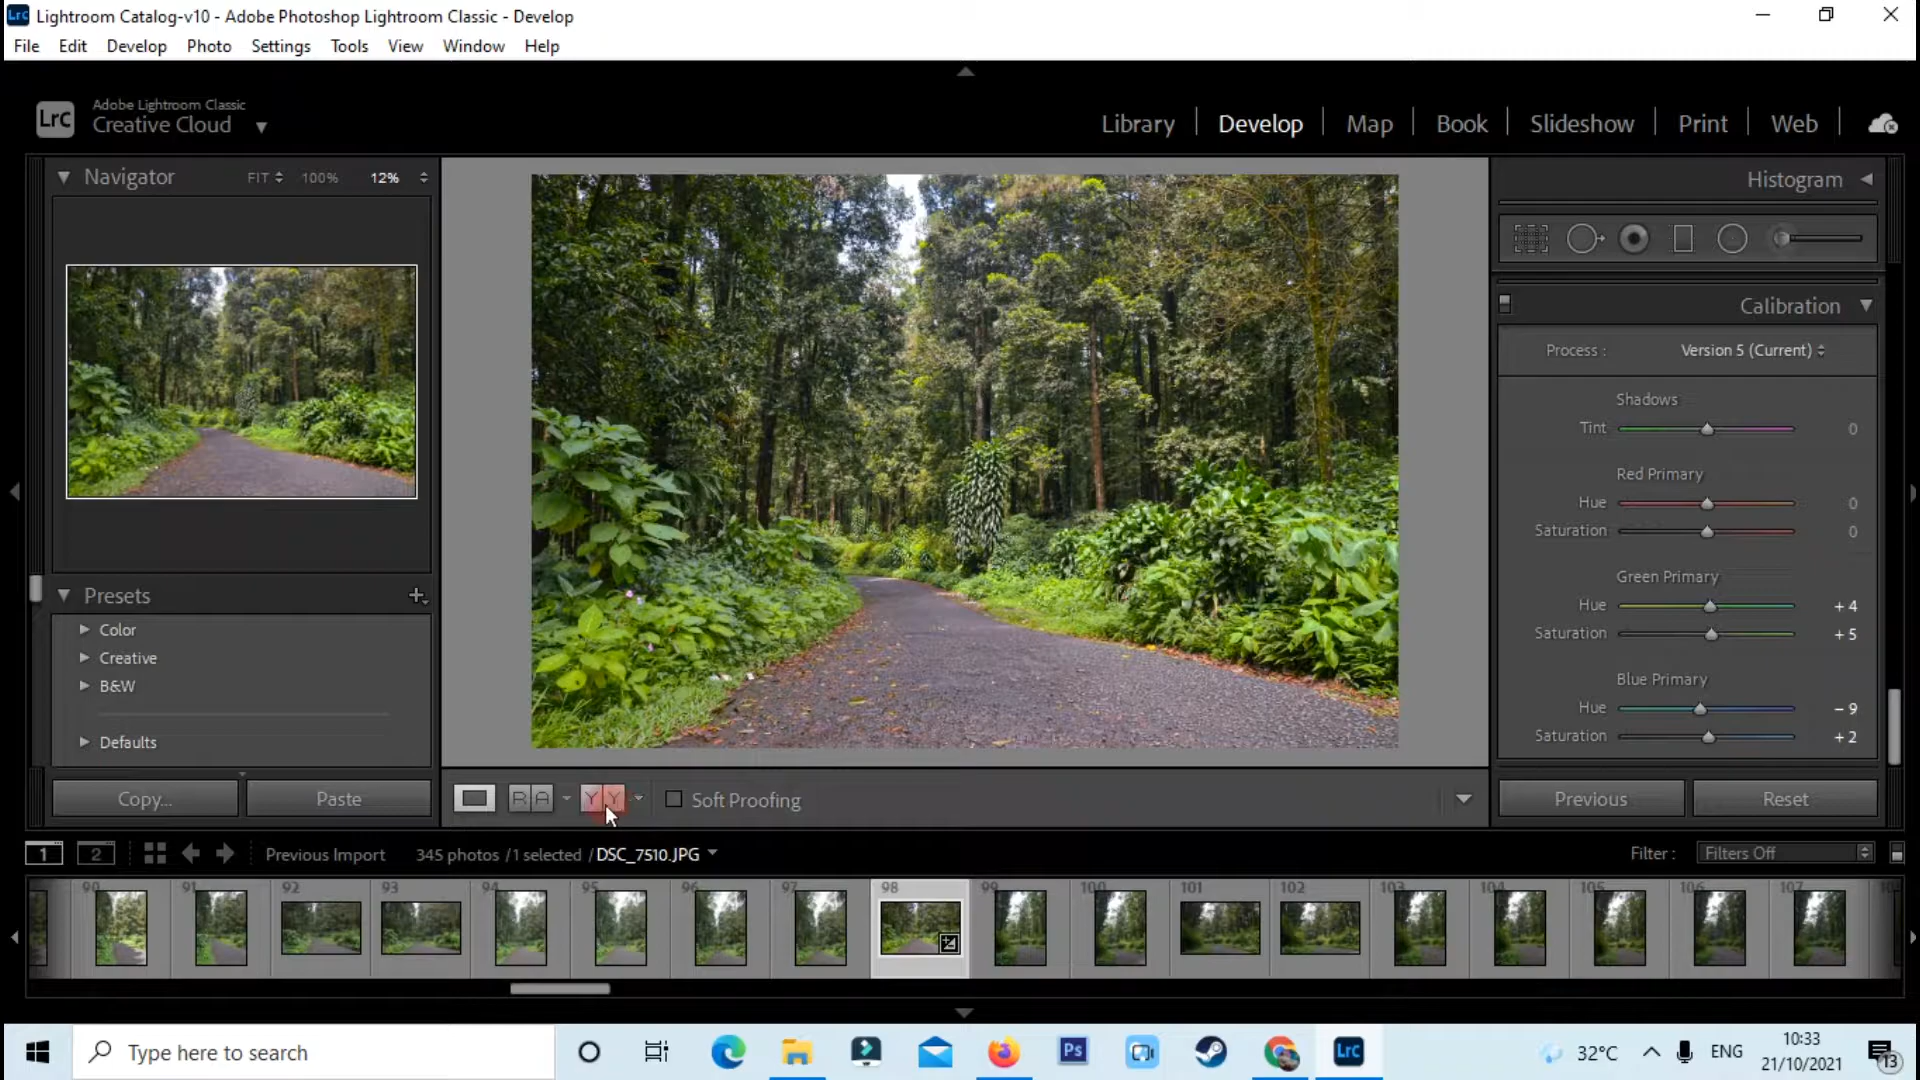 Lrc Lightroom Catalog-v10 - Adobe Photoshop Lightroom Classic - Develop
File Edit Develop Photo Settings Tools View Window Help
LrC Adobe Lightroom Classic
Creative Cloud
Library Develop Map Book Slideshow Print Web
Navigator FIT 100% 12%
Histogram
Calibration
Process : Version 5 (Current)
Shadows
Tint 0
Red Primary
Hue 0
Saturation 0
Green Primary
Hue + 4
Saturation + 5
Blue Primary
Hue - 9
Saturation + 2
Presets
Color
Creative
B&W
Defaults
Copy... Paste
R A Y Y Soft Proofing
Previous Reset
1 2 Previous Import 345 photos / 1 selected / DSC_7510.JPG Filter : Filters Off
90 91 92 93 94 95 96 97 98 99 100 101 102 103 104 105 106 107
Type here to search
Ps
LrC
32°C ENG
10:33
21/10/2021
13